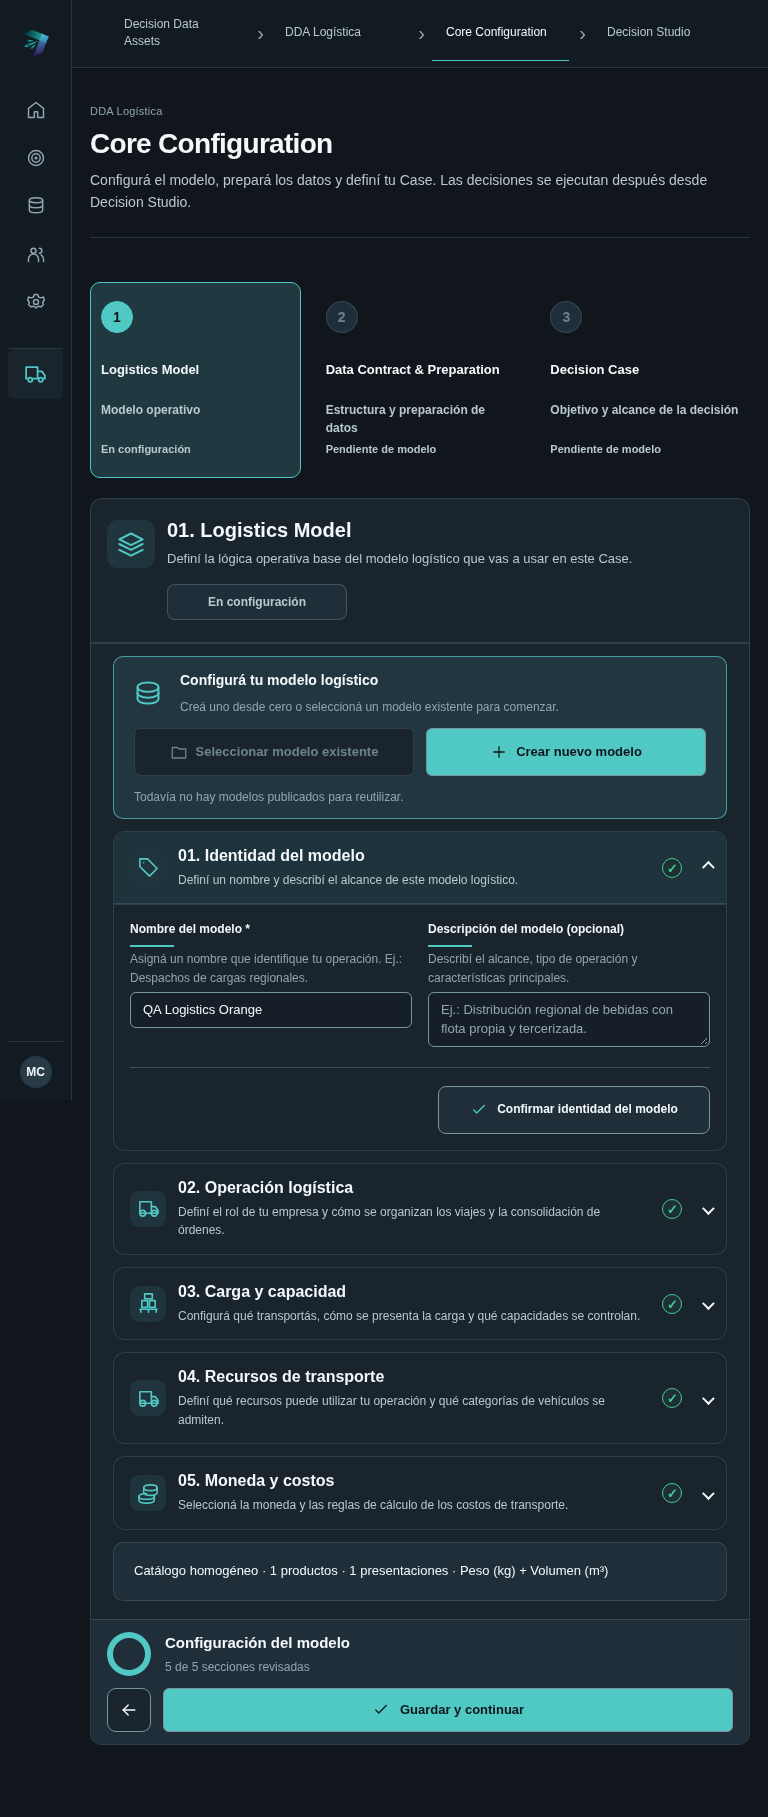 Decision Data
Assets
DDA Logística
Core Configuration
Decision Studio
DDA Logística
Core Configuration
Configurá el modelo, prepará los datos y definí tu Case. Las decisiones se ejecutan después desde
Decision Studio.
1
Logistics Model
Modelo operativo
En configuración
2
Data Contract & Preparation
Estructura y preparación de
datos
Pendiente de modelo
3
Decision Case
Objetivo y alcance de la decisión
Pendiente de modelo
01. Logistics Model
Definí la lógica operativa base del modelo logístico que vas a usar en este Case.
En configuración
Configurá tu modelo logístico
Creá uno desde cero o seleccioná un modelo existente para comenzar.
Seleccionar modelo existente
Crear nuevo modelo
Todavía no hay modelos publicados para reutilizar.
01. Identidad del modelo
Definí un nombre y describí el alcance de este modelo logístico.
Nombre del modelo *
Asigná un nombre que identifique tu operación. Ej.:
Despachos de cargas regionales.
QA Logistics Orange
Descripción del modelo (opcional)
Describí el alcance, tipo de operación y
características principales.
Ej.: Distribución regional de bebidas con
flota propia y tercerizada.
Confirmar identidad del modelo
02. Operación logística
Definí el rol de tu empresa y cómo se organizan los viajes y la consolidación de
órdenes.
03. Carga y capacidad
Configurá qué transportás, cómo se presenta la carga y qué capacidades se controlan.
04. Recursos de transporte
Definí qué recursos puede utilizar tu operación y qué categorías de vehículos se
admiten.
05. Moneda y costos
Seleccioná la moneda y las reglas de cálculo de los costos de transporte.
Catálogo homogéneo · 1 productos · 1 presentaciones · Peso (kg) + Volumen (m³)
Configuración del modelo
5 de 5 secciones revisadas
Guardar y continuar
MC